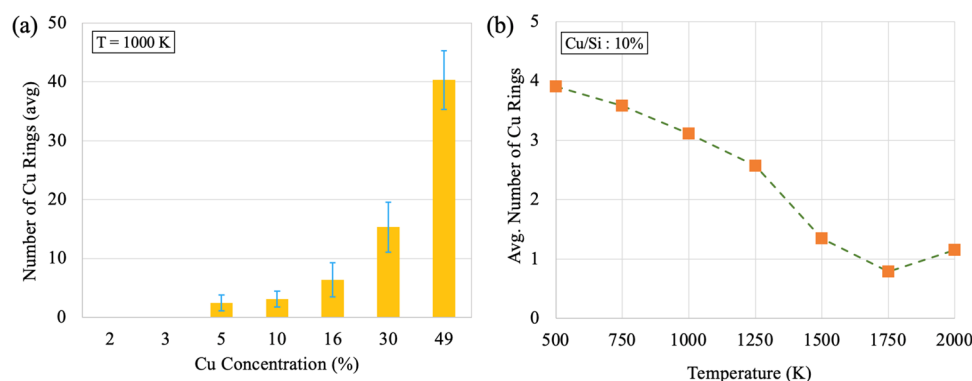 (a)
T = 1000 K
Number of Cu Rings (avg)
50
40
30
20
10
0
2 3 5 10 16 30 49
Cu Concentration (%)
(b)
Cu/Si : 10%
Avg. Number of Cu Rings
5
4
3
2
1
0
500 750 1000 1250 1500 1750 2000
Temperature (K)